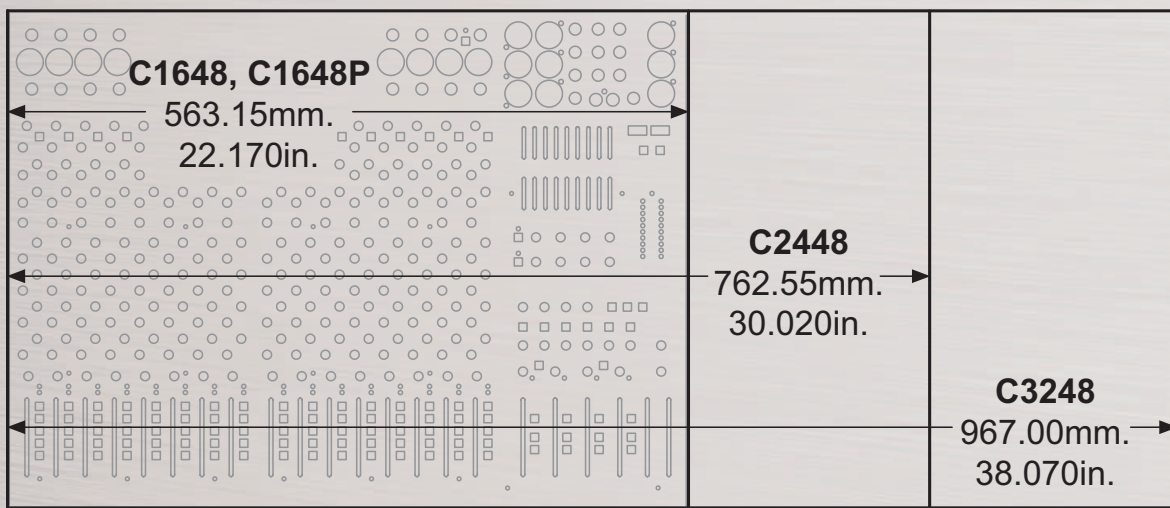 C1648, C1648P
563.15mm.
22.170in.
C2448
762.55mm.
30.020in.
C3248
967.00mm.
38.070in.